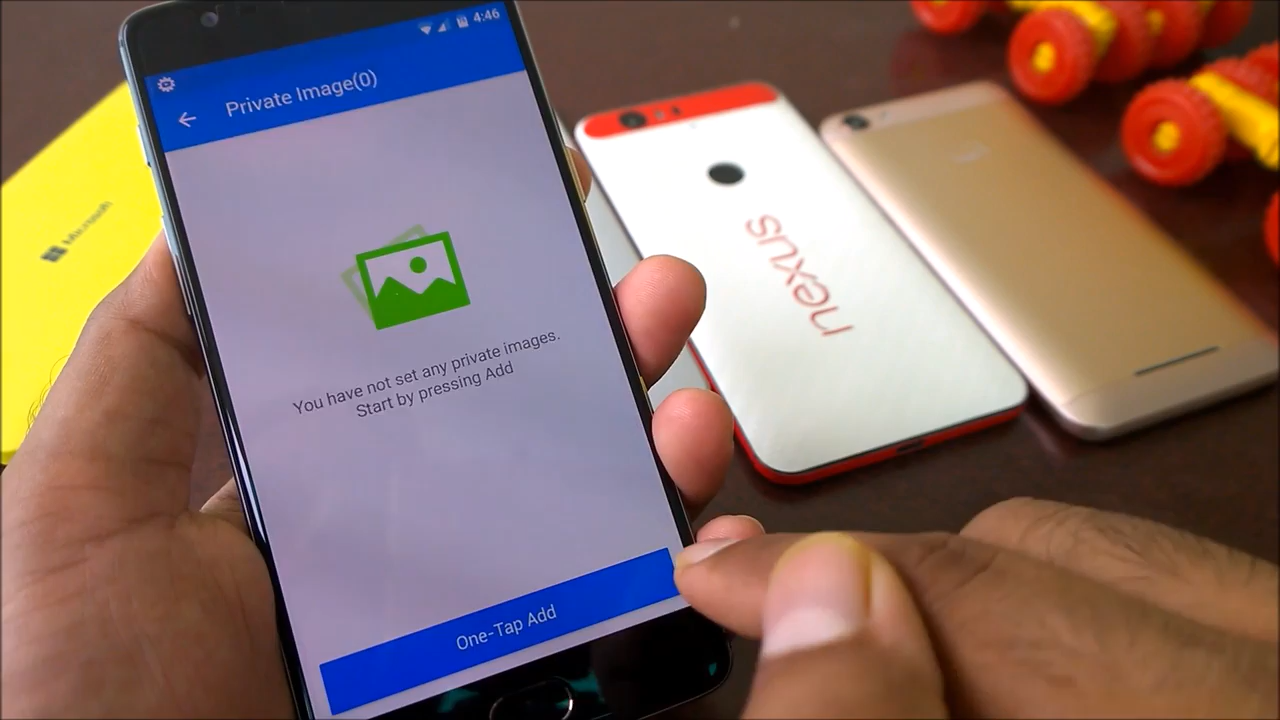 4:46
Private Image(0)
You have not set any private images.
Start by pressing Add
One-Tap Add
Microsoft
nexus